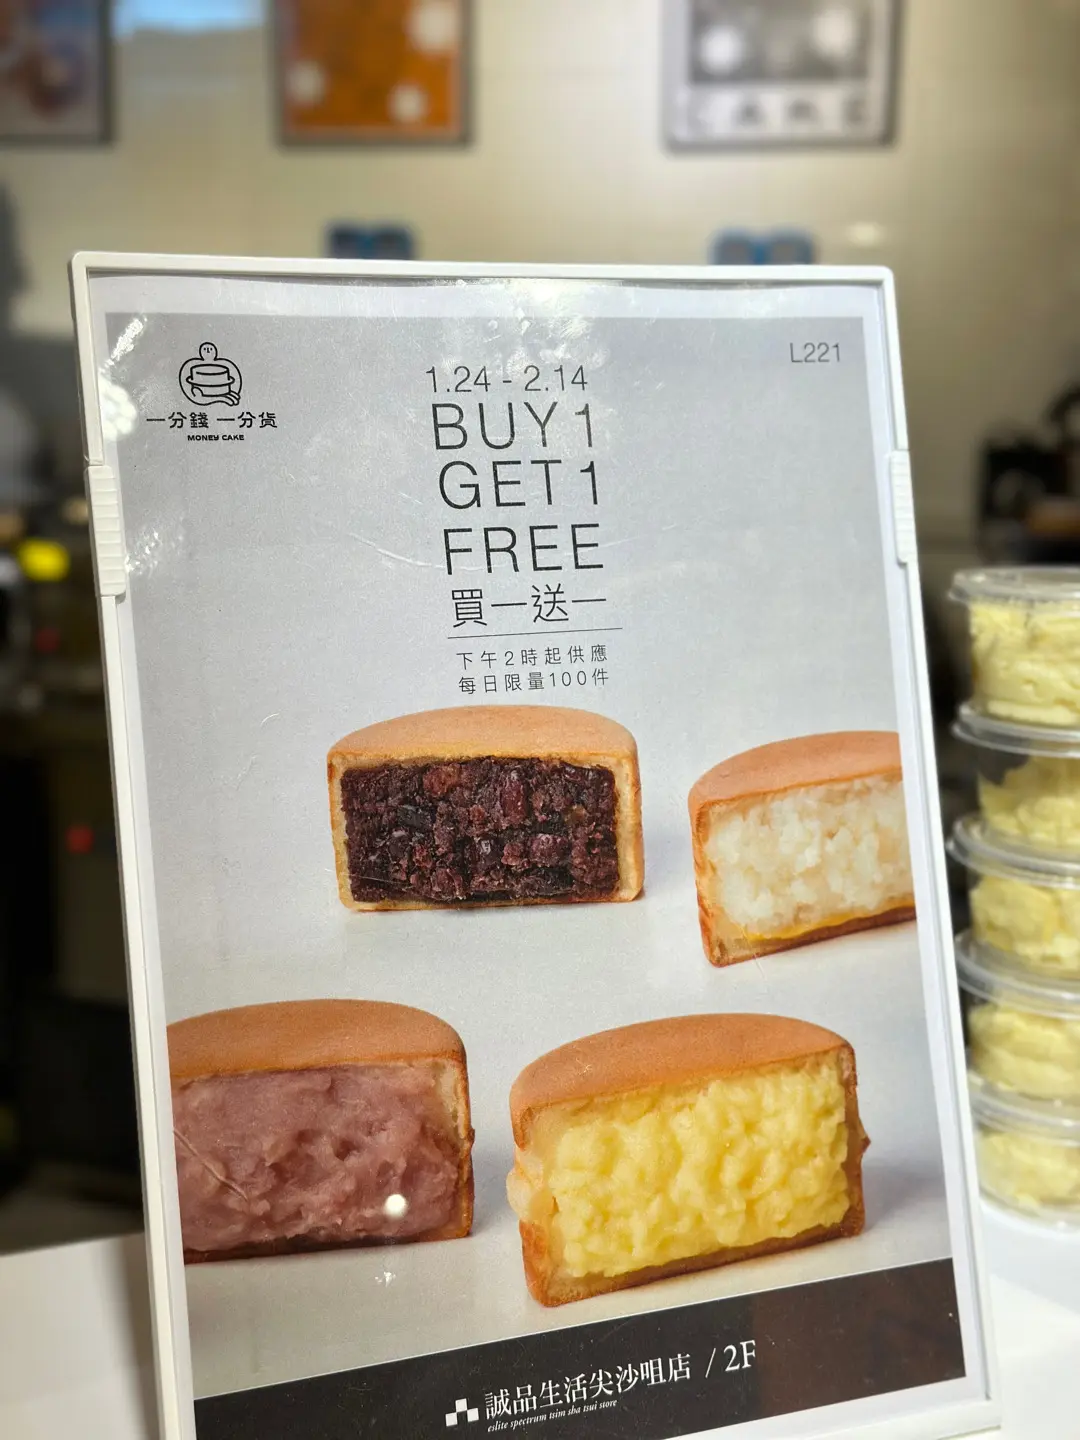 一分錢 一分貨
MONEY CAKE
L221
1.24 - 2.14
BUY 1
GET 1
FREE
買一送一
下午2時起供應
每日限量100件
誠品生活尖沙咀店 / 2F
eslite spectrum tsim sha tsui store